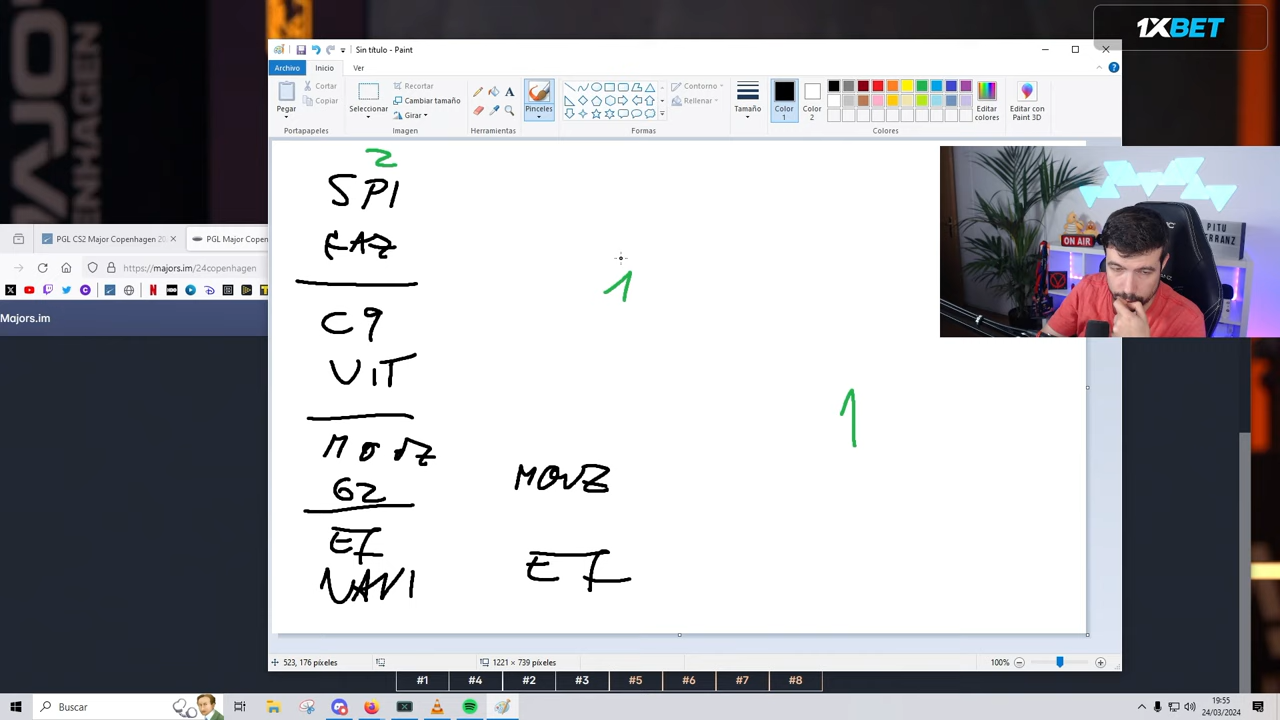 1XBET
Sin título - Paint
Archivo Inicio Ver
Pegar
Cortar
Copiar
Portapapeles
Seleccionar
Recortar
Cambiar tamaño
Girar
Imagen
A
Herramientas
Pinceles
Contorno
Rellenar
Formas
Tamaño
Color 1
Color 2
Editar colores
Colores
Editar con Paint 3D
2
SPI
FAZ
C9
VIT
MOUZ
G2
EF
NAVI
1
1
MOUZ
EF
ON AIR
PITU
ERRANZ
PGL CS2 Major Copenhagen 20
PGL Major Copen
https://majors.im/24copenhagen
Majors.im
523, 176 píxeles
1221 × 739 píxeles
100%
#1 #4 #2 #3 #5 #6 #7 #8
Buscar
19:55
24/03/2024